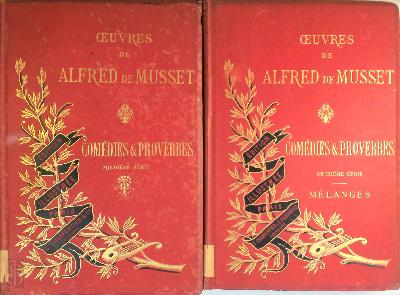 ŒUVRES
DE
ALFRED DE MUSSET
COMÉDIES & PROVERBES
PREMIÈRE SÉRIE
ŒUVRES
DE
ALFRED DE MUSSET
COMÉDIES & PROVERBES
DEUXIÈME SÉRIE
MÉLANGES